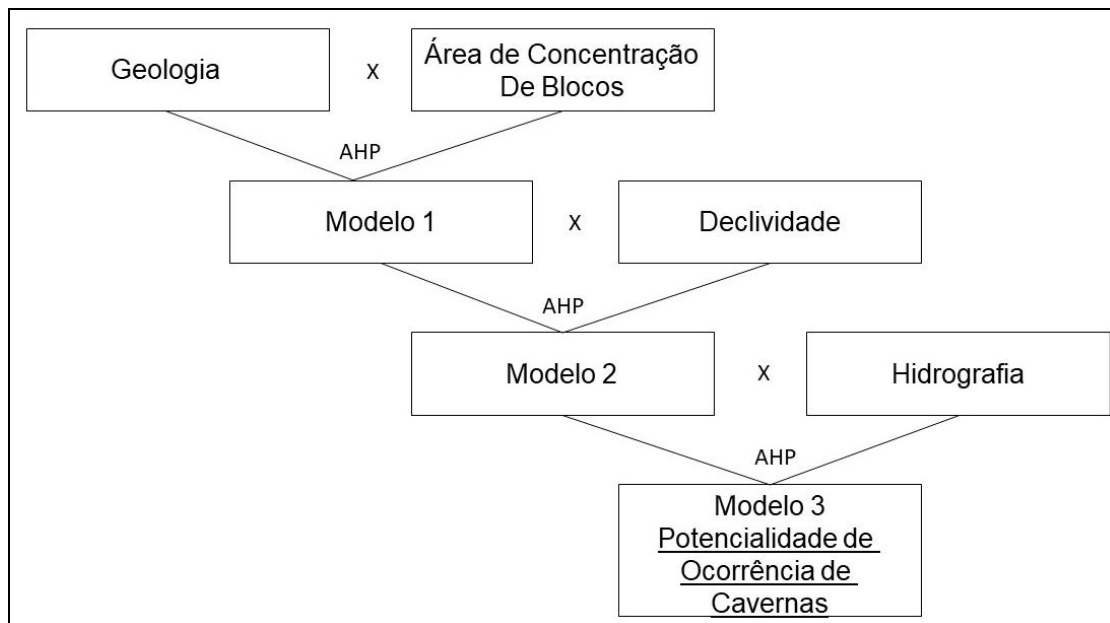 Geologia
X
Área de Concentração
De Blocos
AHP
Modelo 1
X
Declividade
AHP
Modelo 2
X
Hidrografia
AHP
Modelo 3
Potencialidade de
Ocorrência de
Cavernas